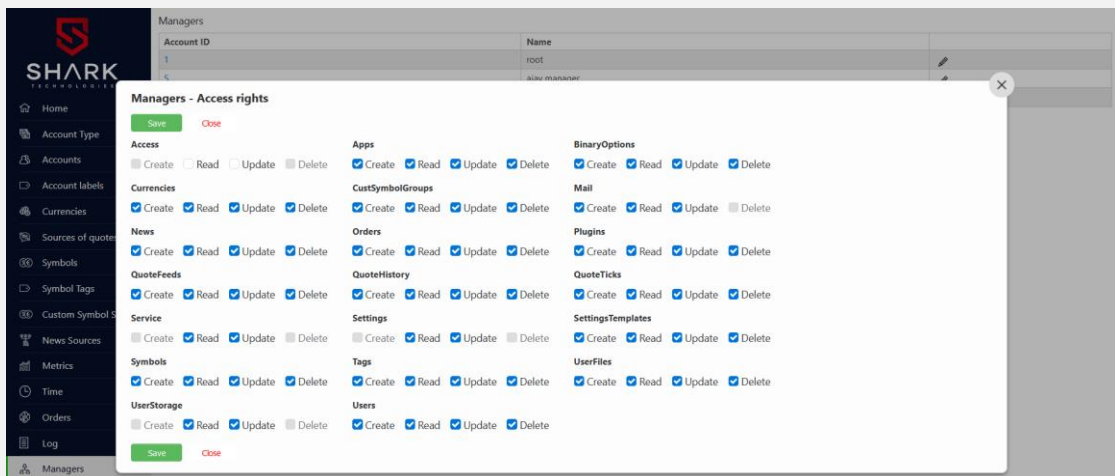 SHARK
TECHNOLOGIES
Home
Account Type
Accounts
Account labels
Currencies
Sources of quotes
Symbols
Symbol Tags
Custom Symbol S
News Sources
Metrics
Time
Orders
Log
Managers
Managers
Account ID Name
1 root
5 ajay manager
Managers - Access rights
Save Close
Access Apps BinaryOptions
Create Read Update Delete Create Read Update Delete Create Read Update Delete
Currencies CustSymbolGroups Mail
Create Read Update Delete Create Read Update Delete Create Read Update Delete
News Orders Plugins
Create Read Update Delete Create Read Update Delete Create Read Update Delete
QuoteFeeds QuoteHistory QuoteTicks
Create Read Update Delete Create Read Update Delete Create Read Update Delete
Service Settings SettingsTemplates
Create Read Update Delete Create Read Update Delete Create Read Update Delete
Symbols Tags UserFiles
Create Read Update Delete Create Read Update Delete Create Read Update Delete
UserStorage Users
Create Read Update Delete Create Read Update Delete
Save Close